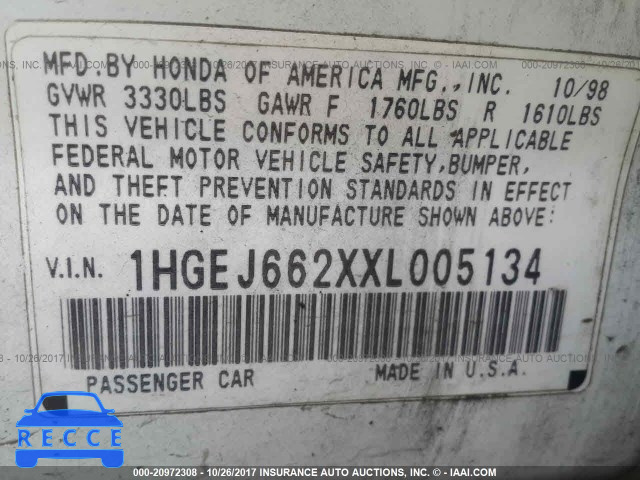 MFD. BY HONDA OF AMERICA MFG., INC. 10/98
GVWR 3330LBS GAWR F 1760LBS R 1610LBS
THIS VEHICLE CONFORMS TO ALL APPLICABLE
FEDERAL MOTOR VEHICLE SAFETY, BUMPER,
AND THEFT PREVENTION STANDARDS IN EFFECT
ON THE DATE OF MANUFACTURE SHOWN ABOVE:
V.I.N. 1HGEJ662XXL005134
PASSENGER CAR MADE IN U.S.A.
RECCE
000-20972308 - 10/26/2017 INSURANCE AUTO AUCTIONS, INC. - © IAAI.COM